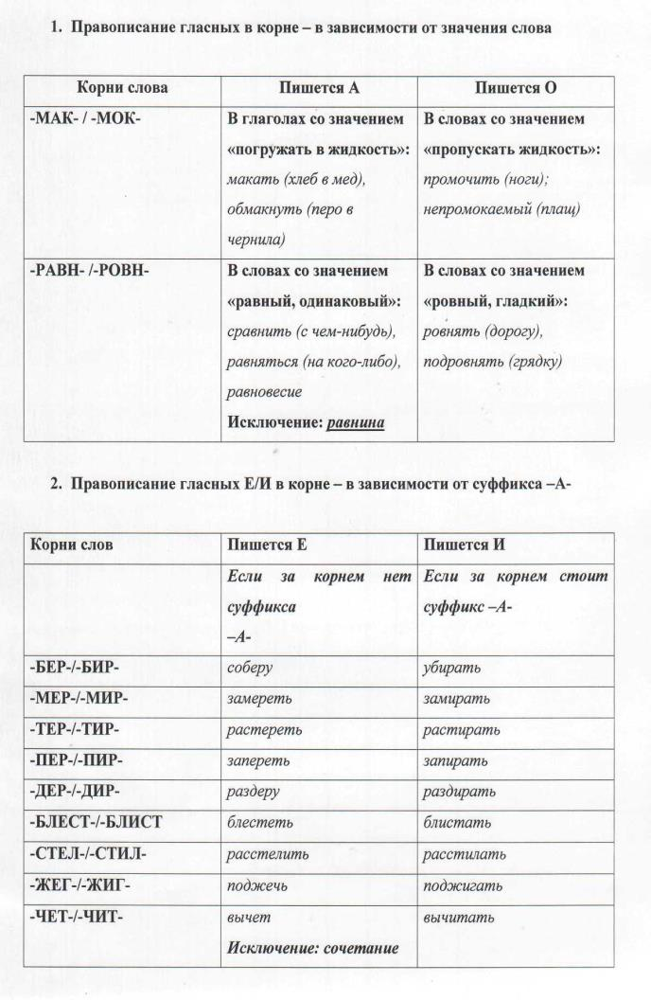 1. Правописание гласных в корне – в зависимости от значения слова
Корни слова
Пишется А
Пишется О
-МАК- / -МОК-
В глаголах со значением
«погружать в жидкость»:
макать (хлеб в мед),
обмакнуть (перо в
чернила)
В словах со значением
«пропускать жидкость»:
промочить (ноги);
непромокаемый (плащ)
-РАВН- /-РОВН-
В словах со значением
«равный, одинаковый»:
сравнить (с чем-нибудь),
равняться (на кого-либо),
равновесие
Исключение: равнина
В словах со значением
«ровный, гладкий»:
ровнять (дорогу),
подровнять (грядку)
2. Правописание гласных Е/И в корне – в зависимости от суффикса –А-
Корни слов
Пишется Е
Пишется И
Если за корнем нет
суффикса
–А-
Если за корнем стоит
суффикс –А-
-БЕР-/-БИР-
соберу
убирать
-МЕР-/-МИР-
замереть
замирать
-ТЕР-/-ТИР-
растереть
растирать
-ПЕР-/-ПИР-
запереть
запирать
-ДЕР-/-ДИР-
раздеру
раздирать
-БЛЕСТ-/-БЛИСТ
блестеть
блистать
-СТЕЛ-/-СТИЛ-
расстелить
расстилать
-ЖЕГ-/-ЖИГ-
поджечь
поджигать
-ЧЕТ-/-ЧИТ-
вычет
Исключение: сочетание
вычитать